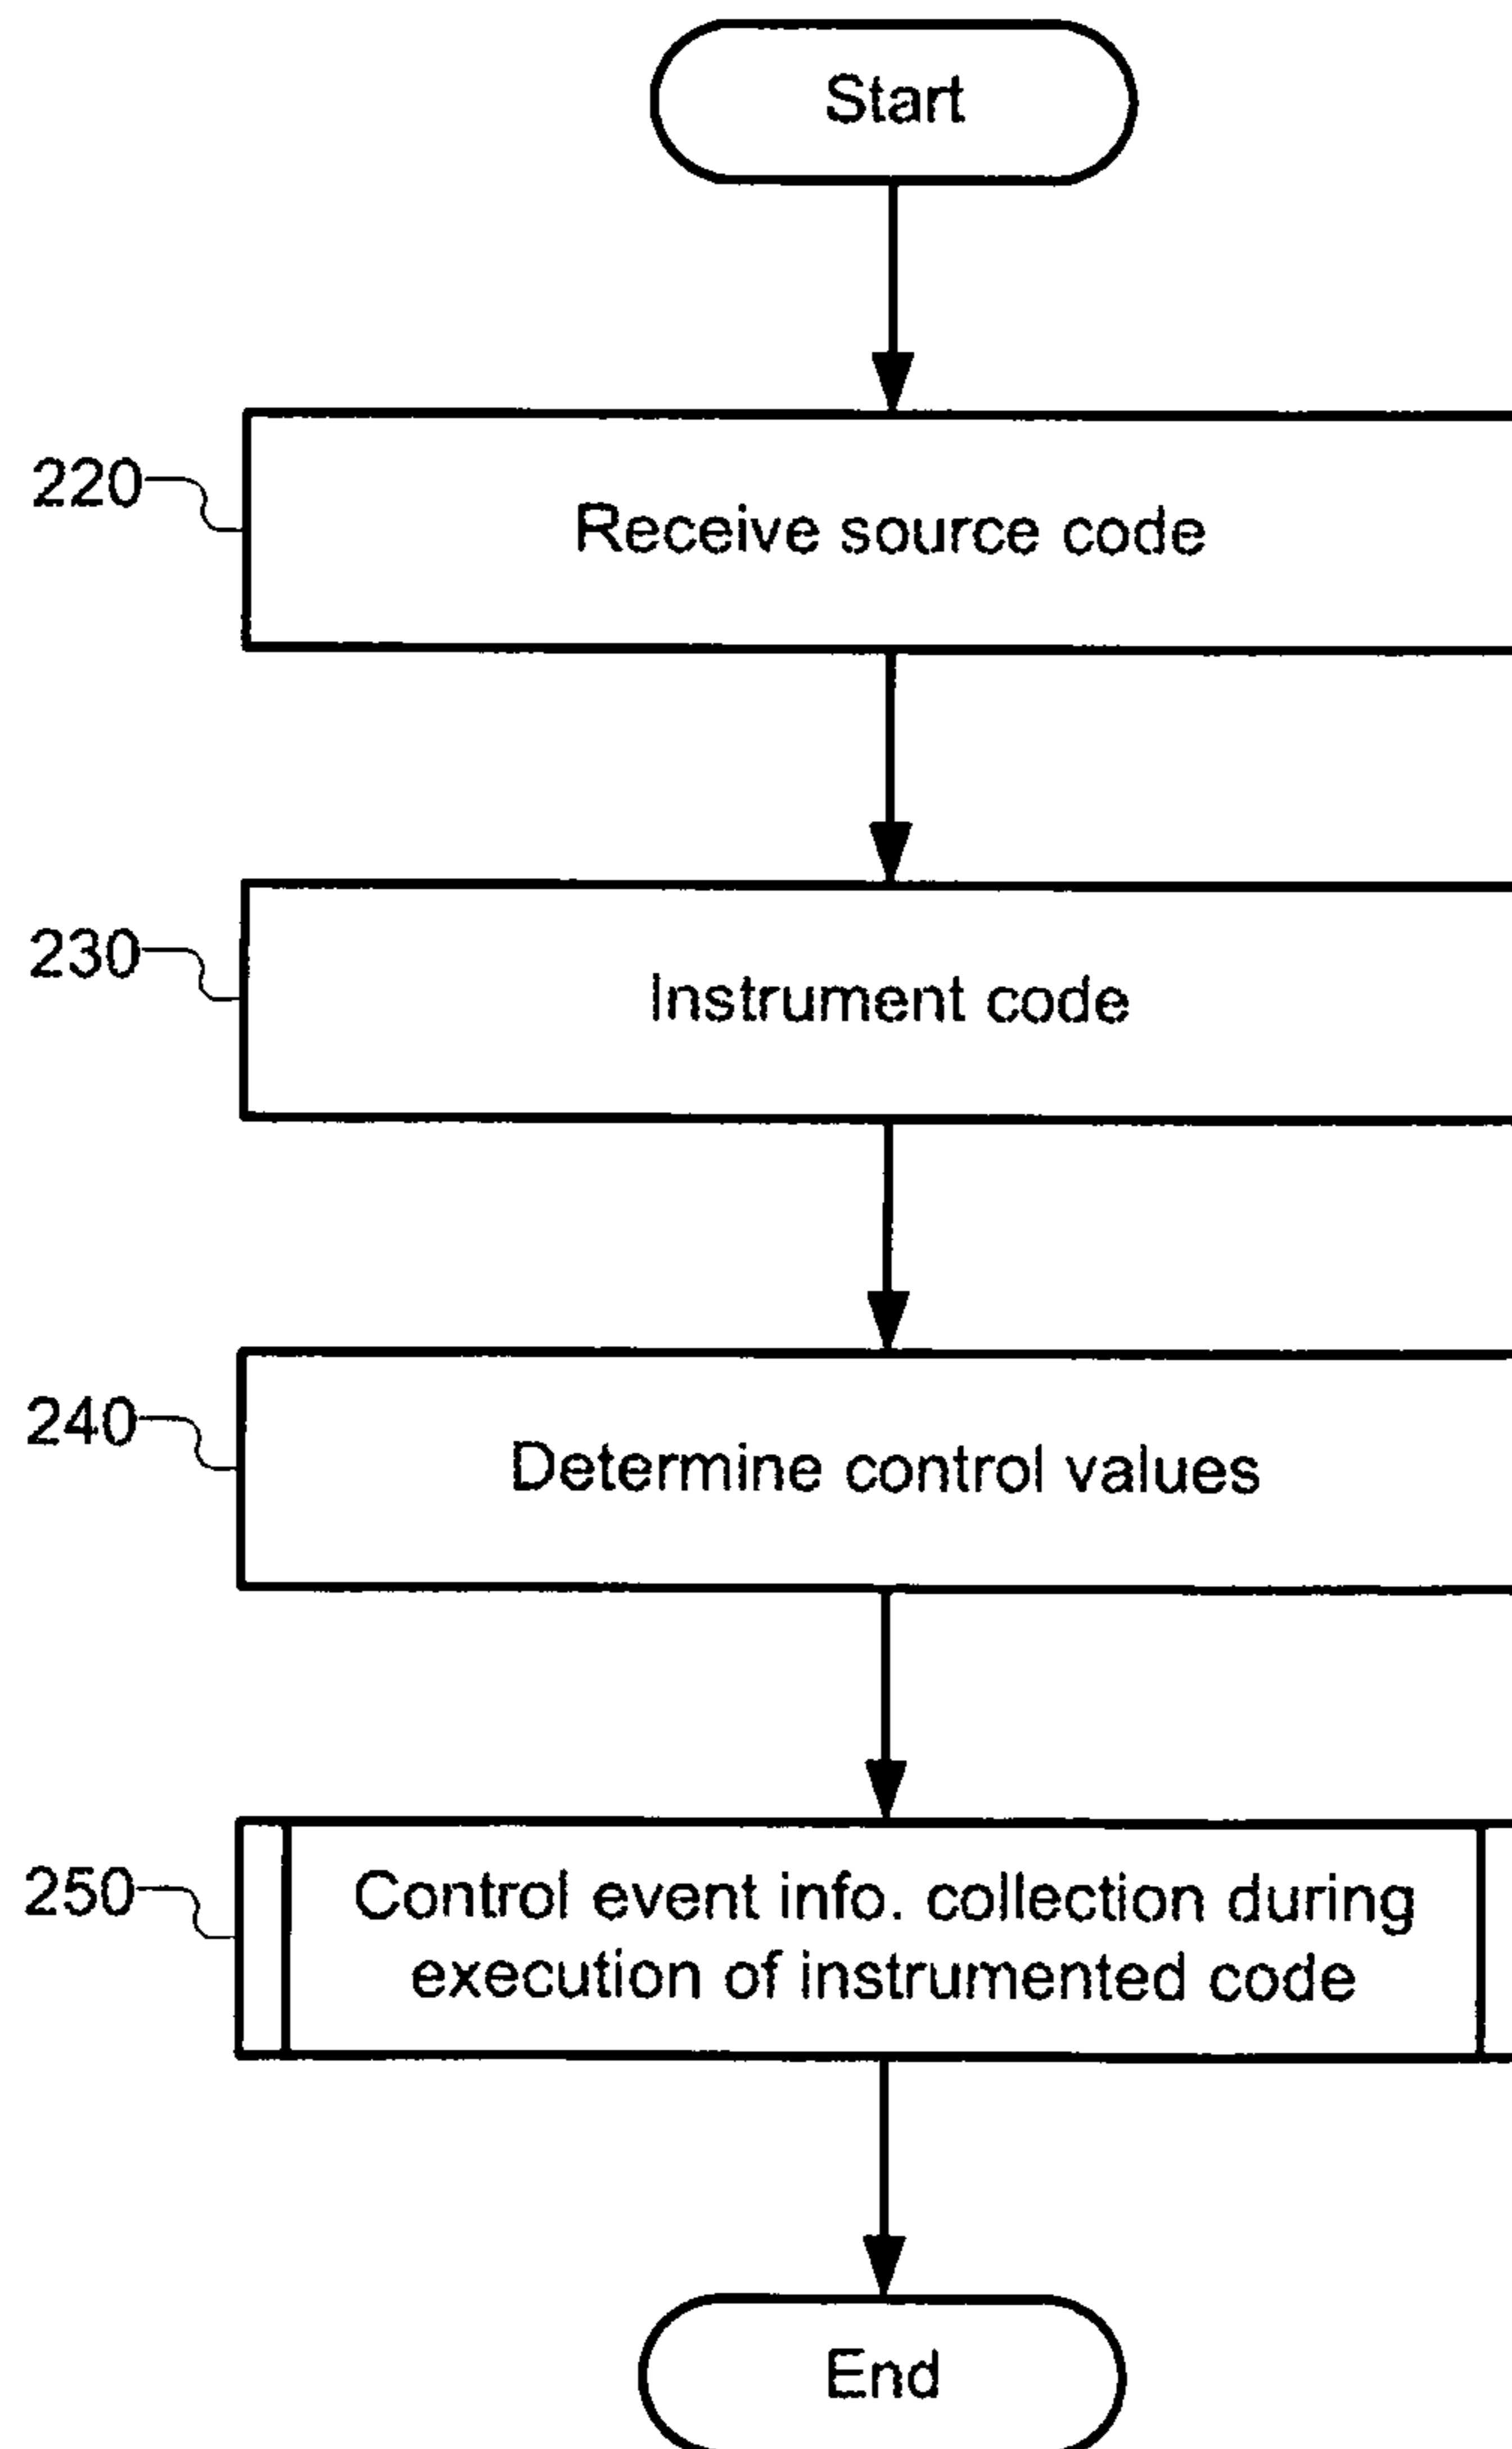 Start
220
Receive source code
230
Instrument code
240
Determine control values
250
Control event info. collection during
execution of instrumented code
End